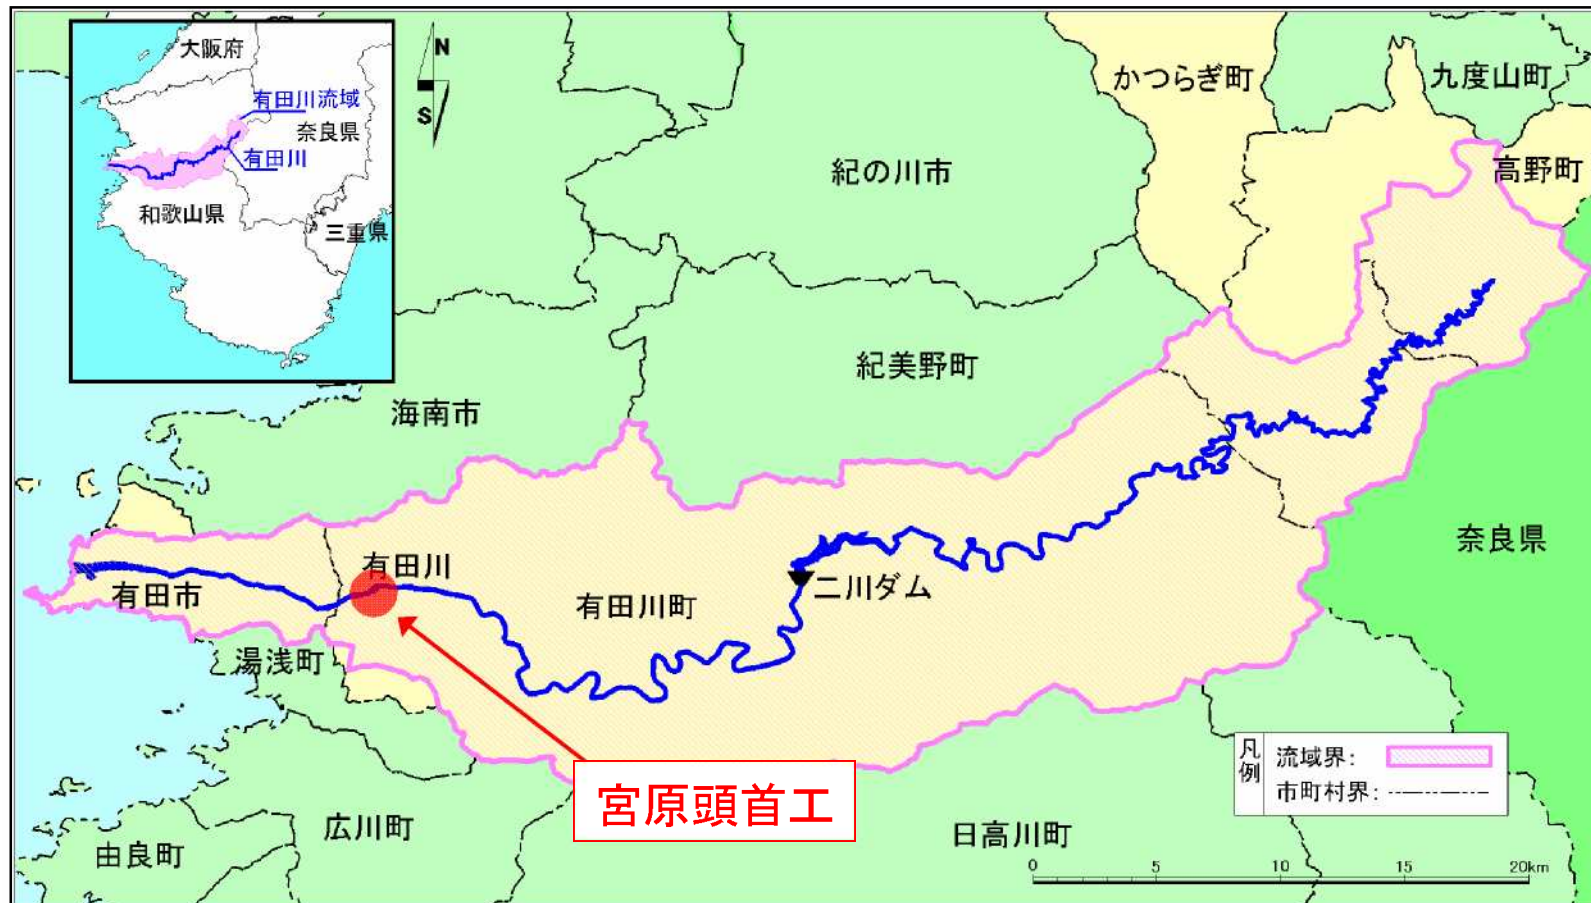 大阪府
有田川流域
奈良県
有田川
和歌山県
三重県
N
S
かつらぎ町
九度山町
高野町
紀の川市
紀美野町
海南市
奈良県
有田川
有田市
有田川町
二川ダム
湯浅町
宮原頭首工
広川町
由良町
日高川町
凡例
流域界:
市町村界:
0 5 10 15 20km